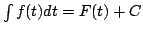 ∫ f(t)dt = F(t) + C